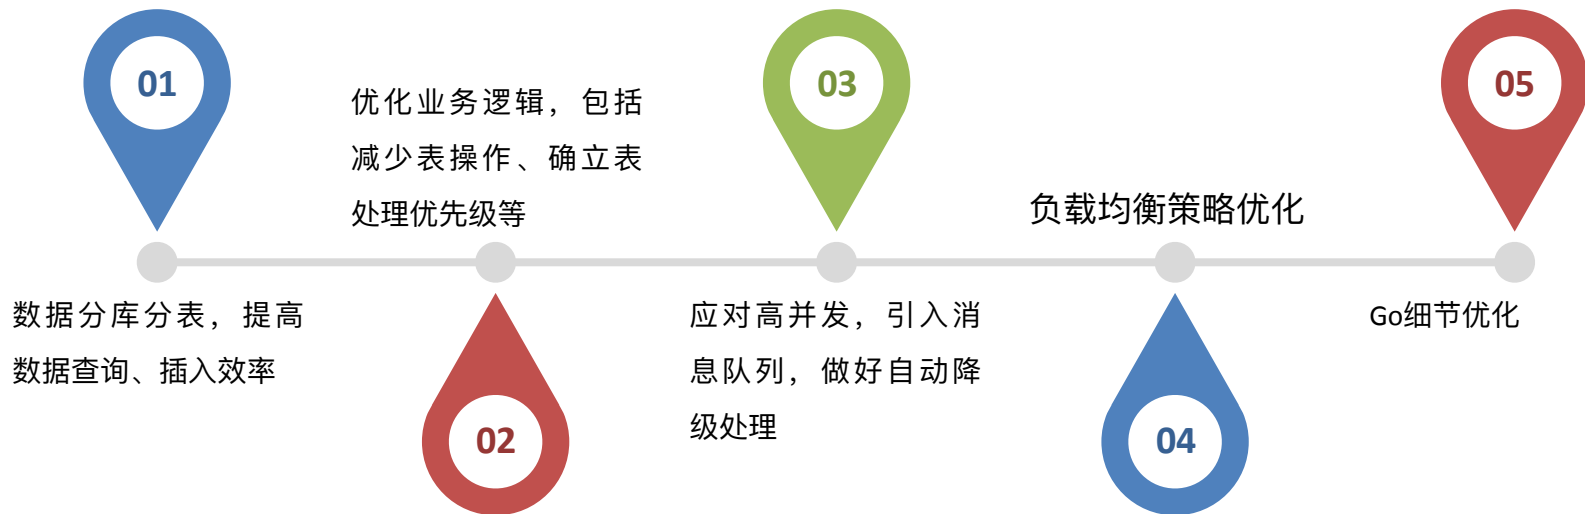 01
数据分库分表，提高
数据查询、插入效率
优化业务逻辑，包括
减少表操作、确立表
处理优先级等
02
03
应对高并发，引入消
息队列，做好自动降
级处理
负载均衡策略优化
04
05
Go细节优化